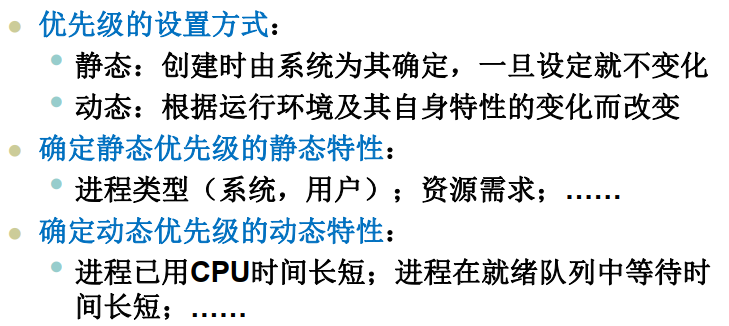 优先级的设置方式：
静态：创建时由系统为其确定，一旦设定就不变化
动态：根据运行环境及其自身特性的变化而改变
确定静态优先级的静态特性：
进程类型（系统，用户）；资源需求；……
确定动态优先级的动态特性：
进程已用CPU时间长短；进程在就绪队列中等待时
间长短；……